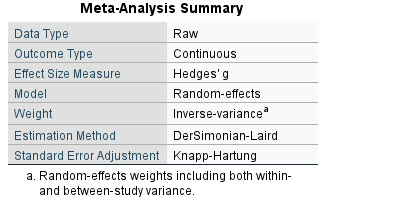 Meta-Analysis Summary
Data Type Raw
Outcome Type Continuous
Effect Size Measure Hedges' g
Model Random-effects
Weight Inverse-variance a
Estimation Method DerSimonian-Laird
Standard Error Adjustment Knapp-Hartung
a. Random-effects weights including both within-
and between-study variance.